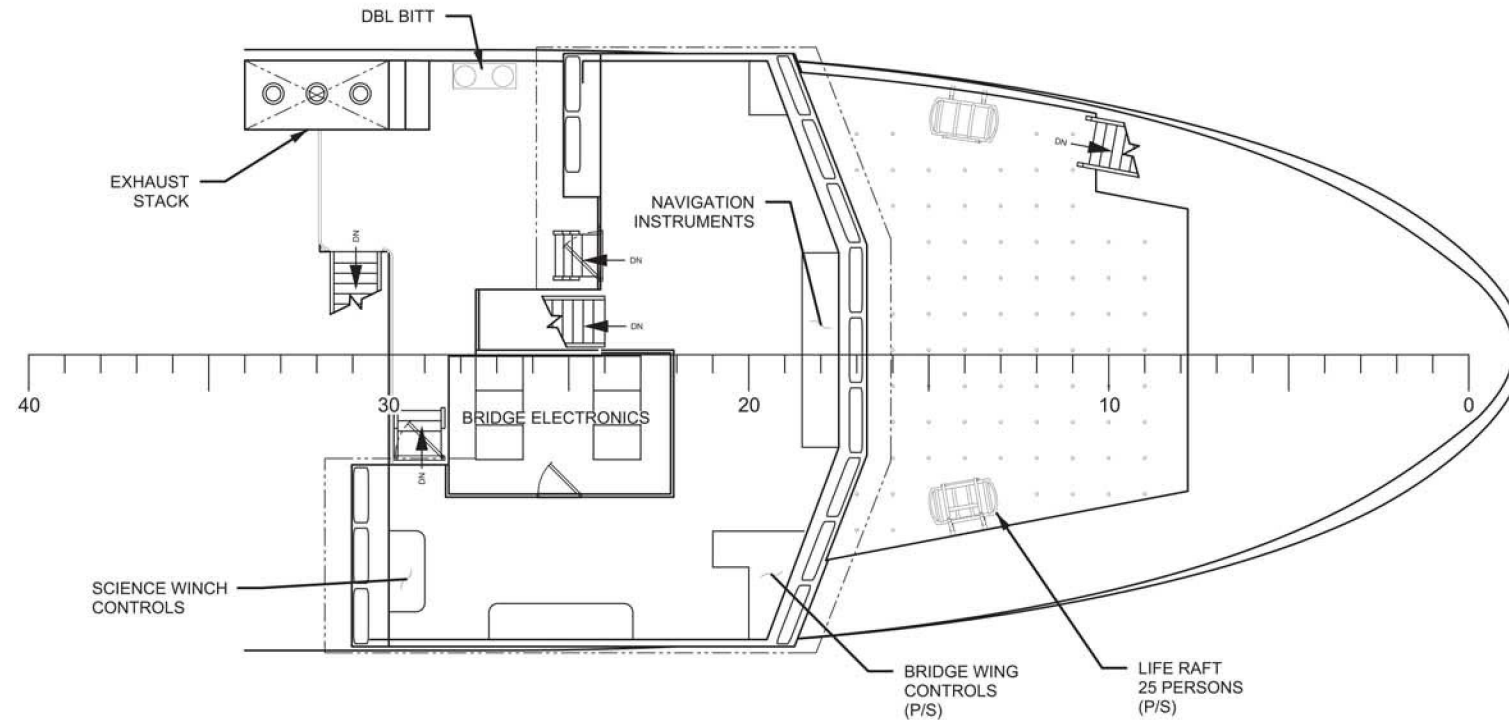 DBL BITT
EXHAUST
STACK
NAVIGATION
INSTRUMENTS
DN
DN
DN
DN
40
30
20
10
0
BRIDGE ELECTRONICS
DN
SCIENCE WINCH
CONTROLS
BRIDGE WING
CONTROLS
(P/S)
LIFE RAFT
25 PERSONS
(P/S)